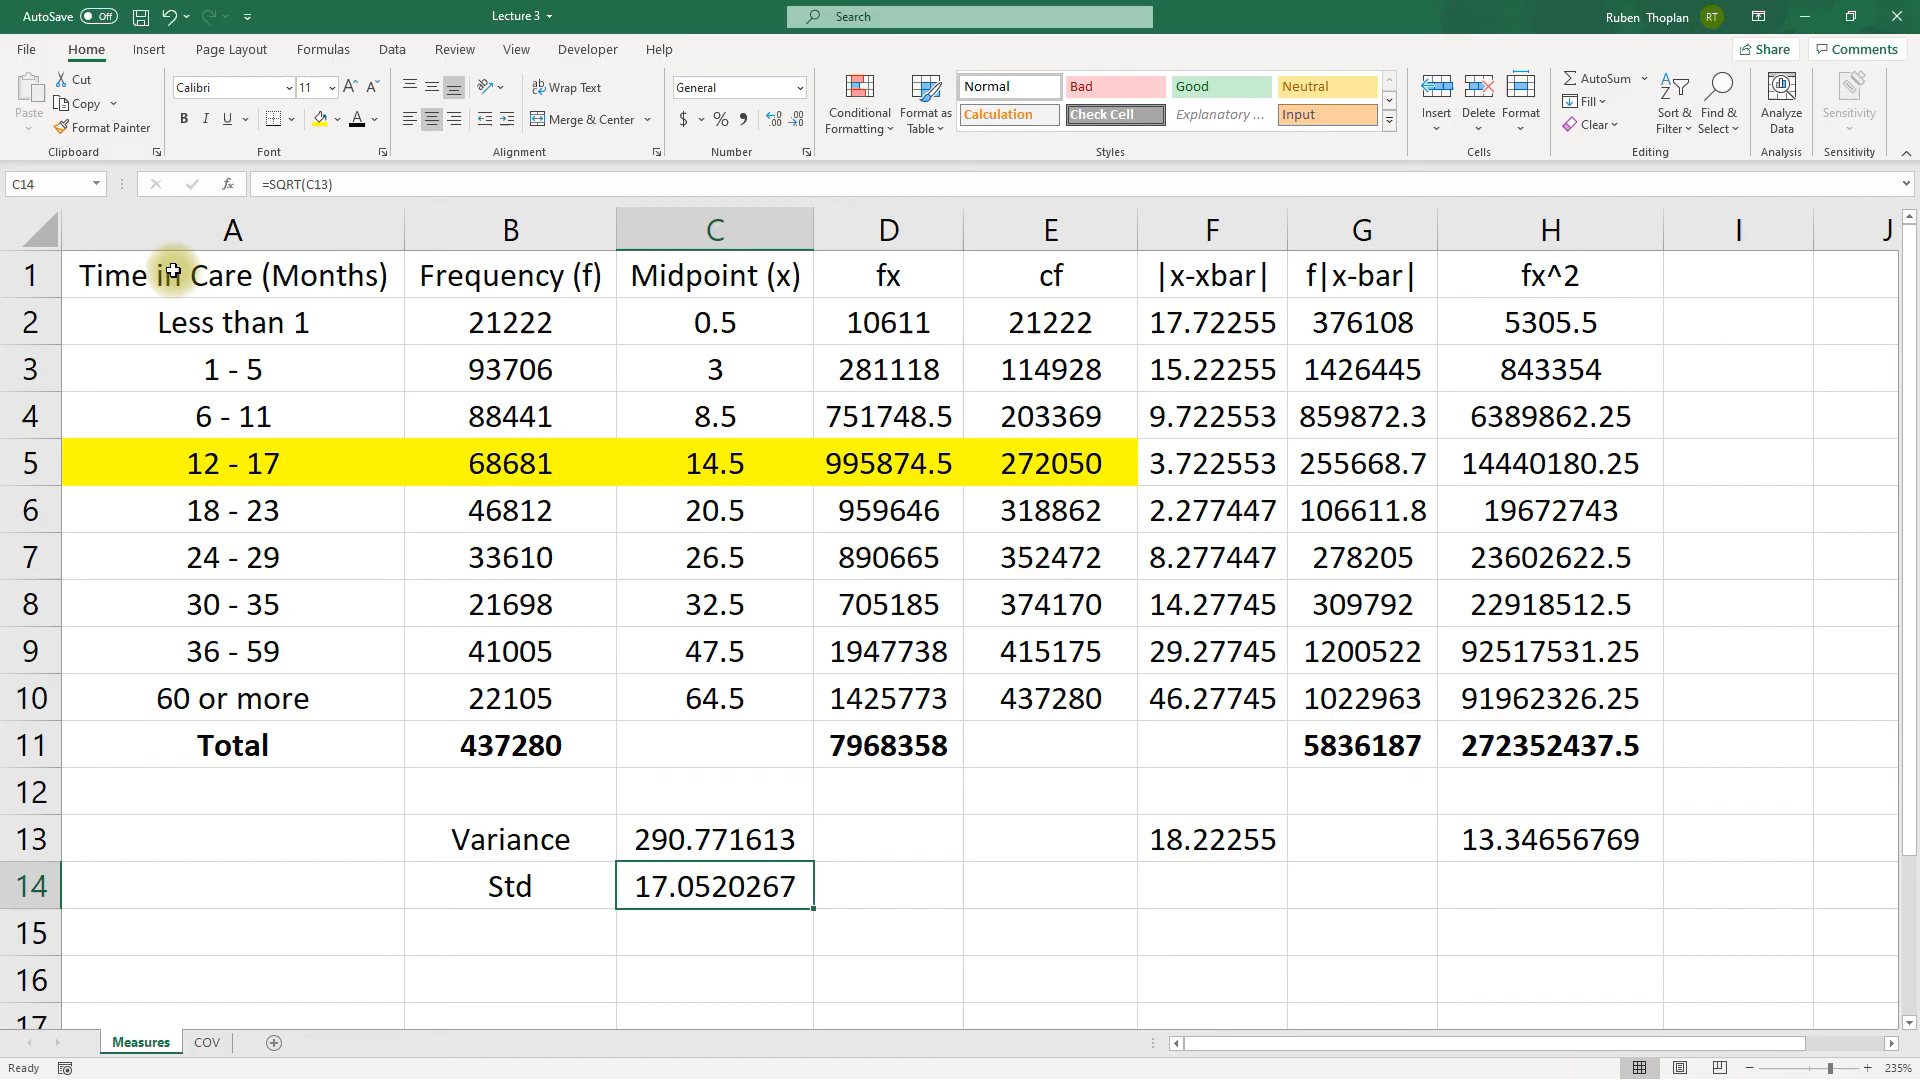 AutoSave Off Lecture 3 Search Ruben Thoplan RT
File Home Insert Page Layout Formulas Data Review View Developer Help Share Comments
Paste Cut Copy Format Painter Clipboard
Calibri 11 A A B I U A Font
Wrap Text Merge & Center Alignment
General $ % Number
Conditional Formatting Format as Table
Normal Bad Good Neutral
Calculation Check Cell Explanatory ... Input
Styles
Insert Delete Format Cells
AutoSum Fill Clear Sort & Filter Find & Select Editing
Analyze Data Analysis Sensitivity Sensitivity
C14 fx =SQRT(C13)
A B C D E F G H I J
1 Time in Care (Months) Frequency (f) Midpoint (x) fx cf |x-xbar| f|x-bar| fx^2
2 Less than 1 21222 0.5 10611 21222 17.72255 376108 5305.5
3 1 - 5 93706 3 281118 114928 15.22255 1426445 843354
4 6 - 11 88441 8.5 751748.5 203369 9.722553 859872.3 6389862.25
5 12 - 17 68681 14.5 995874.5 272050 3.722553 255668.7 14440180.25
6 18 - 23 46812 20.5 959646 318862 2.277447 106611.8 19672743
7 24 - 29 33610 26.5 890665 352472 8.277447 278205 23602622.5
8 30 - 35 21698 32.5 705185 374170 14.27745 309792 22918512.5
9 36 - 59 41005 47.5 1947738 415175 29.27745 1200522 92517531.25
10 60 or more 22105 64.5 1425773 437280 46.27745 1022963 91962326.25
11 Total 437280 7968358 5836187 272352437.5
12
13 Variance 290.771613 18.22255 13.34656769
14 Std 17.0520267
15
16
17
Measures COV
Ready 235%